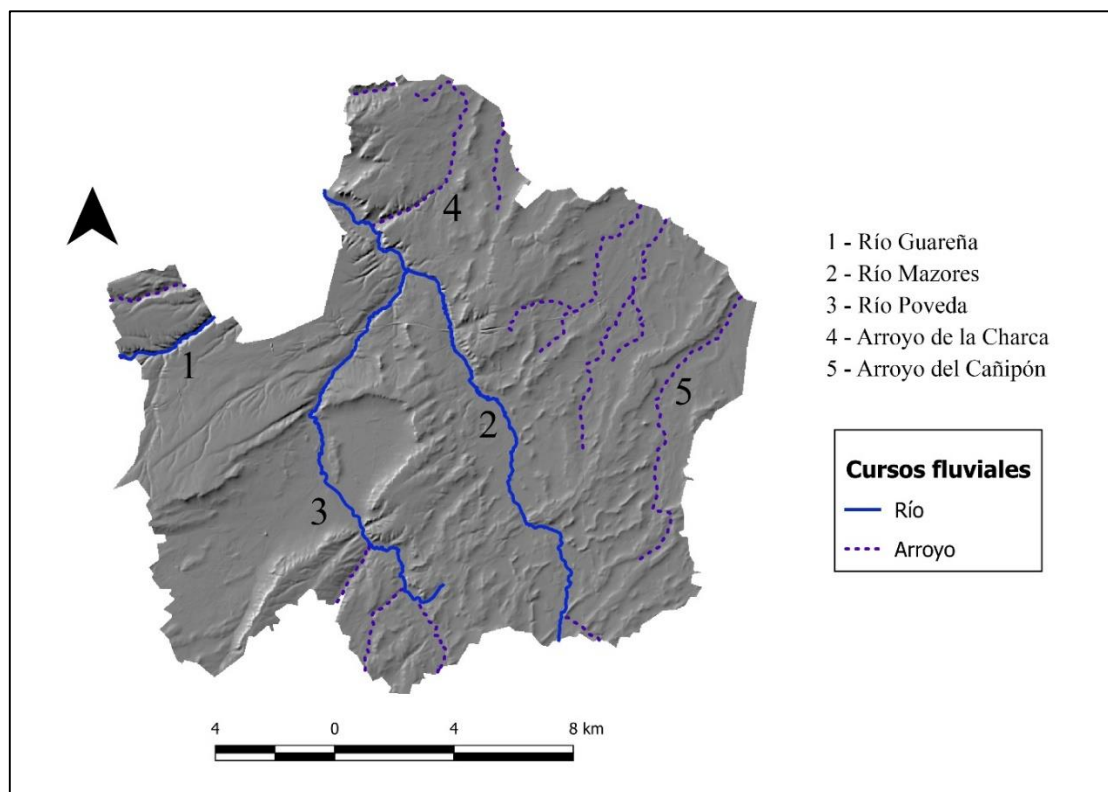 4
1
2
3
5
1 - Río Guareña
2 - Río Mazores
3 - Río Poveda
4 - Arroyo de la Charca
5 - Arroyo del Cañipón
Cursos fluviales
Río
Arroyo
4 0 4 8 km